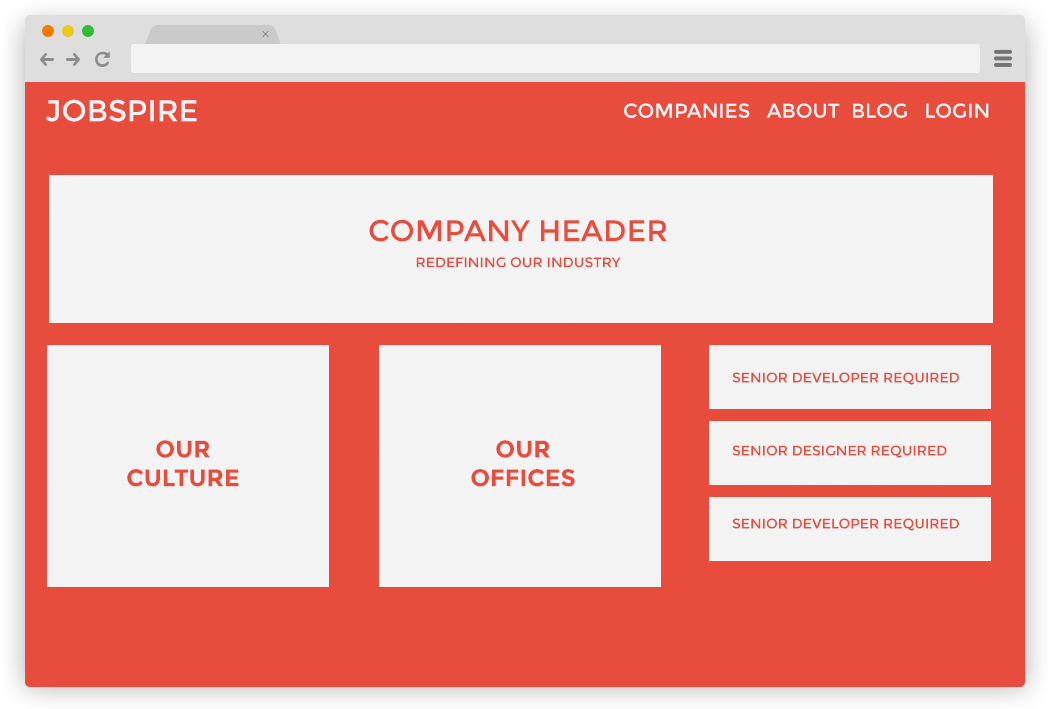 JOBSPIRE
COMPANIES ABOUT BLOG LOGIN
COMPANY HEADER
REDEFINING OUR INDUSTRY
OUR
CULTURE
OUR
OFFICES
SENIOR DEVELOPER REQUIRED
SENIOR DESIGNER REQUIRED
SENIOR DEVELOPER REQUIRED